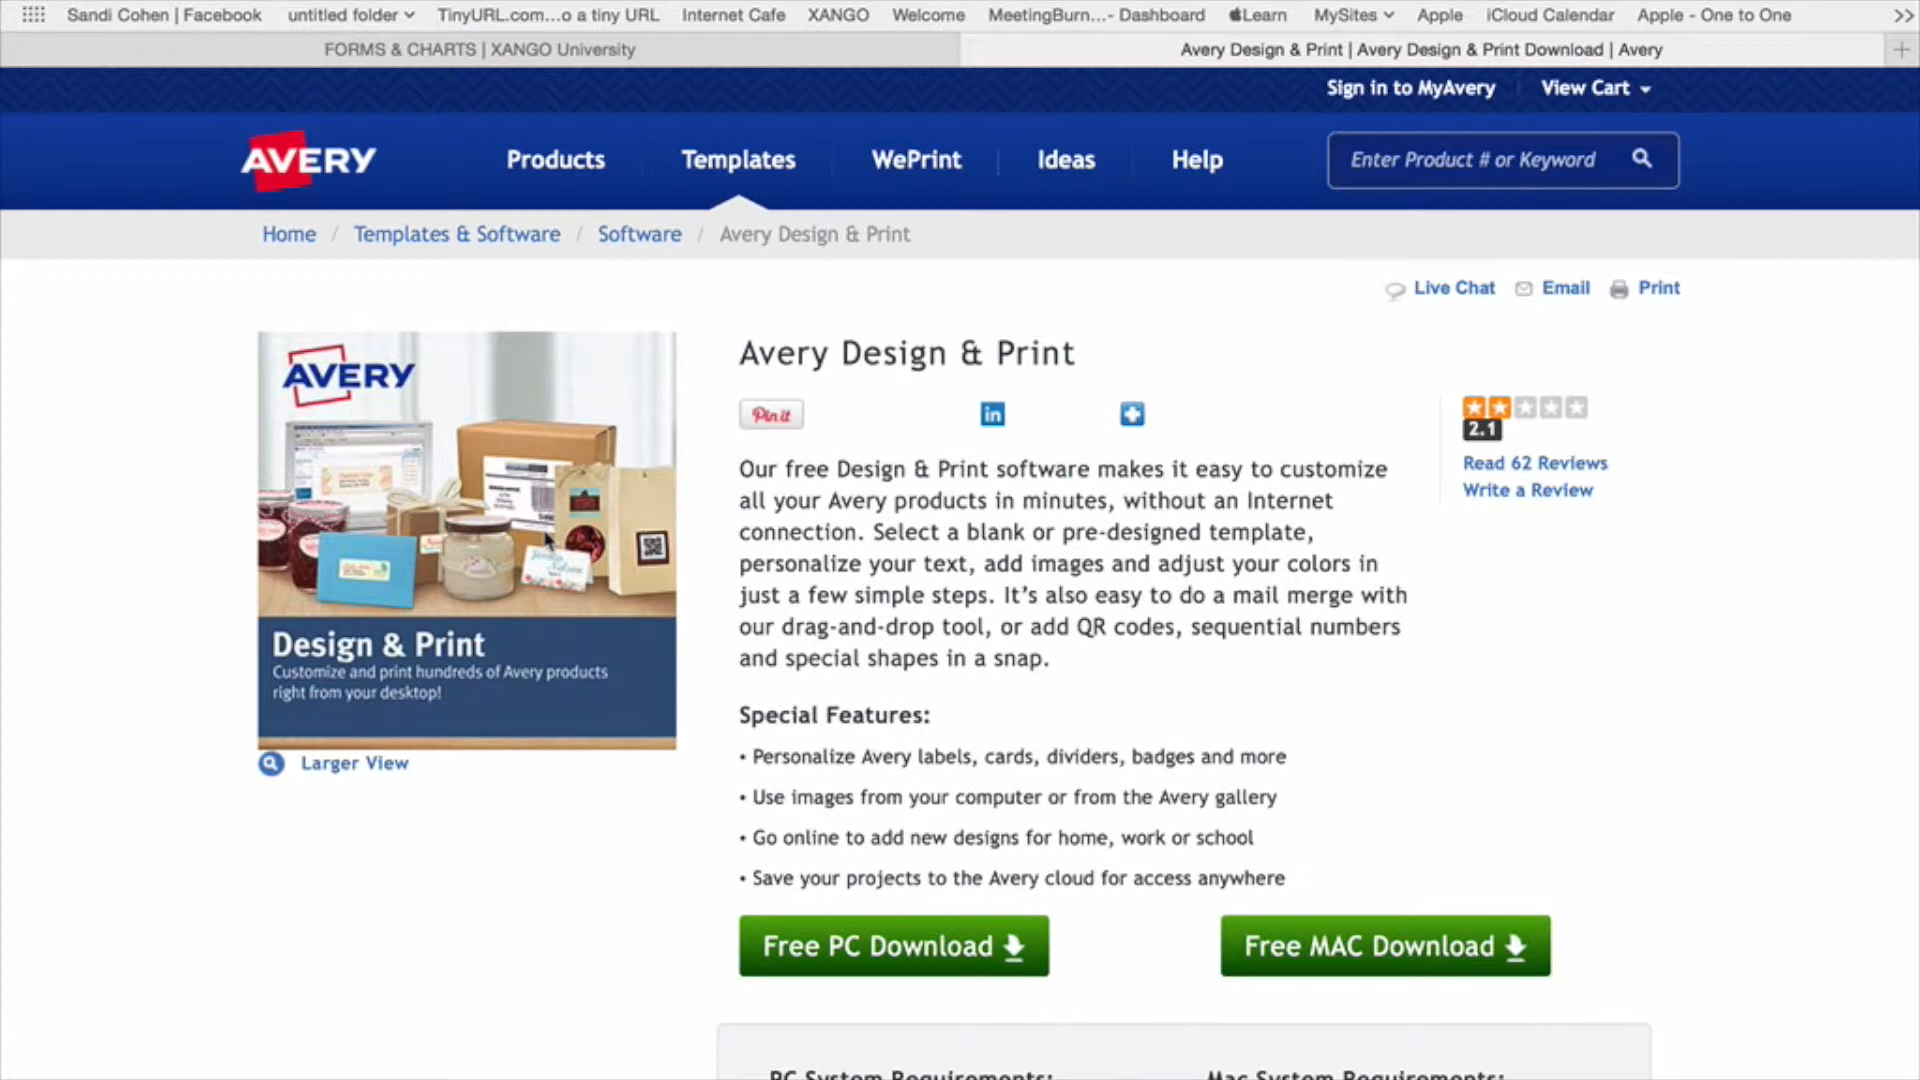 Sandi Cohen | Facebook untitled folder TinyURL.com...o a tiny URL Internet Cafe XANGO Welcome MeetingBurn...- Dashboard Learn MySites Apple iCloud Calendar Apple - One to One
FORMS & CHARTS | XANGO University Avery Design & Print | Avery Design & Print Download | Avery
Sign in to MyAvery View Cart
AVERY Products Templates WePrint Ideas Help Enter Product # or Keyword
Home / Templates & Software / Software / Avery Design & Print
Live Chat Email Print
AVERY
Design & Print
Customize and print hundreds of Avery products
right from your desktop!
Larger View
Avery Design & Print
Pin it in
2.1
Read 62 Reviews
Write a Review
Our free Design & Print software makes it easy to customize
all your Avery products in minutes, without an Internet
connection. Select a blank or pre-designed template,
personalize your text, add images and adjust your colors in
just a few simple steps. It’s also easy to do a mail merge with
our drag-and-drop tool, or add QR codes, sequential numbers
and special shapes in a snap.
Special Features:
• Personalize Avery labels, cards, dividers, badges and more
• Use images from your computer or from the Avery gallery
• Go online to add new designs for home, work or school
• Save your projects to the Avery cloud for access anywhere
Free PC Download Free MAC Download
PC System Requirements: Mac System Requirements: